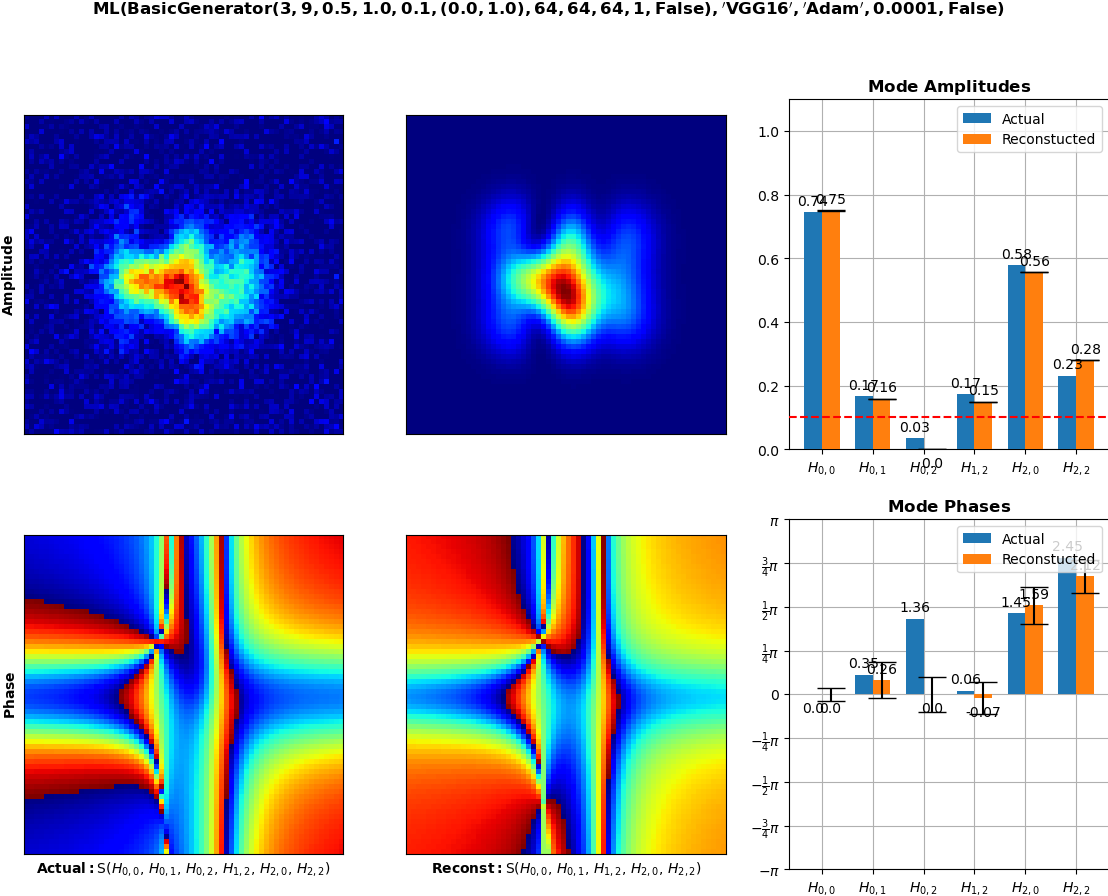 ML(BasicGenerator(3, 9, 0.5, 1.0, 0.1, (0.0, 1.0), 64, 64, 64, 1, False), 'VGG16', 'Adam', 0.0001, False)
Mode Amplitudes
Amplitude
Actual
Reconstucted
1.0
0.8
0.6
0.4
0.2
0.0
0.74
0.75
0.17
0.16
0.03
0.0
0.17
0.15
0.58
0.56
0.23
0.28
H0,0
H0,1
H0,2
H1,2
H2,0
H2,2
Mode Phases
Phase
Actual
Reconstucted
π
3/4π
1/2π
1/4π
0
−1/4π
−1/2π
−3/4π
−π
0.0
0.0
0.35
0.26
1.36
0.0
0.06
-0.07
1.45
1.59
2.45
2.12
H0,0
H0,1
H0,2
H1,2
H2,0
H2,2
Actual: S(H0,0, H0,1, H0,2, H1,2, H2,0, H2,2)
Reconst: S(H0,0, H0,1, H1,2, H2,0, H2,2)